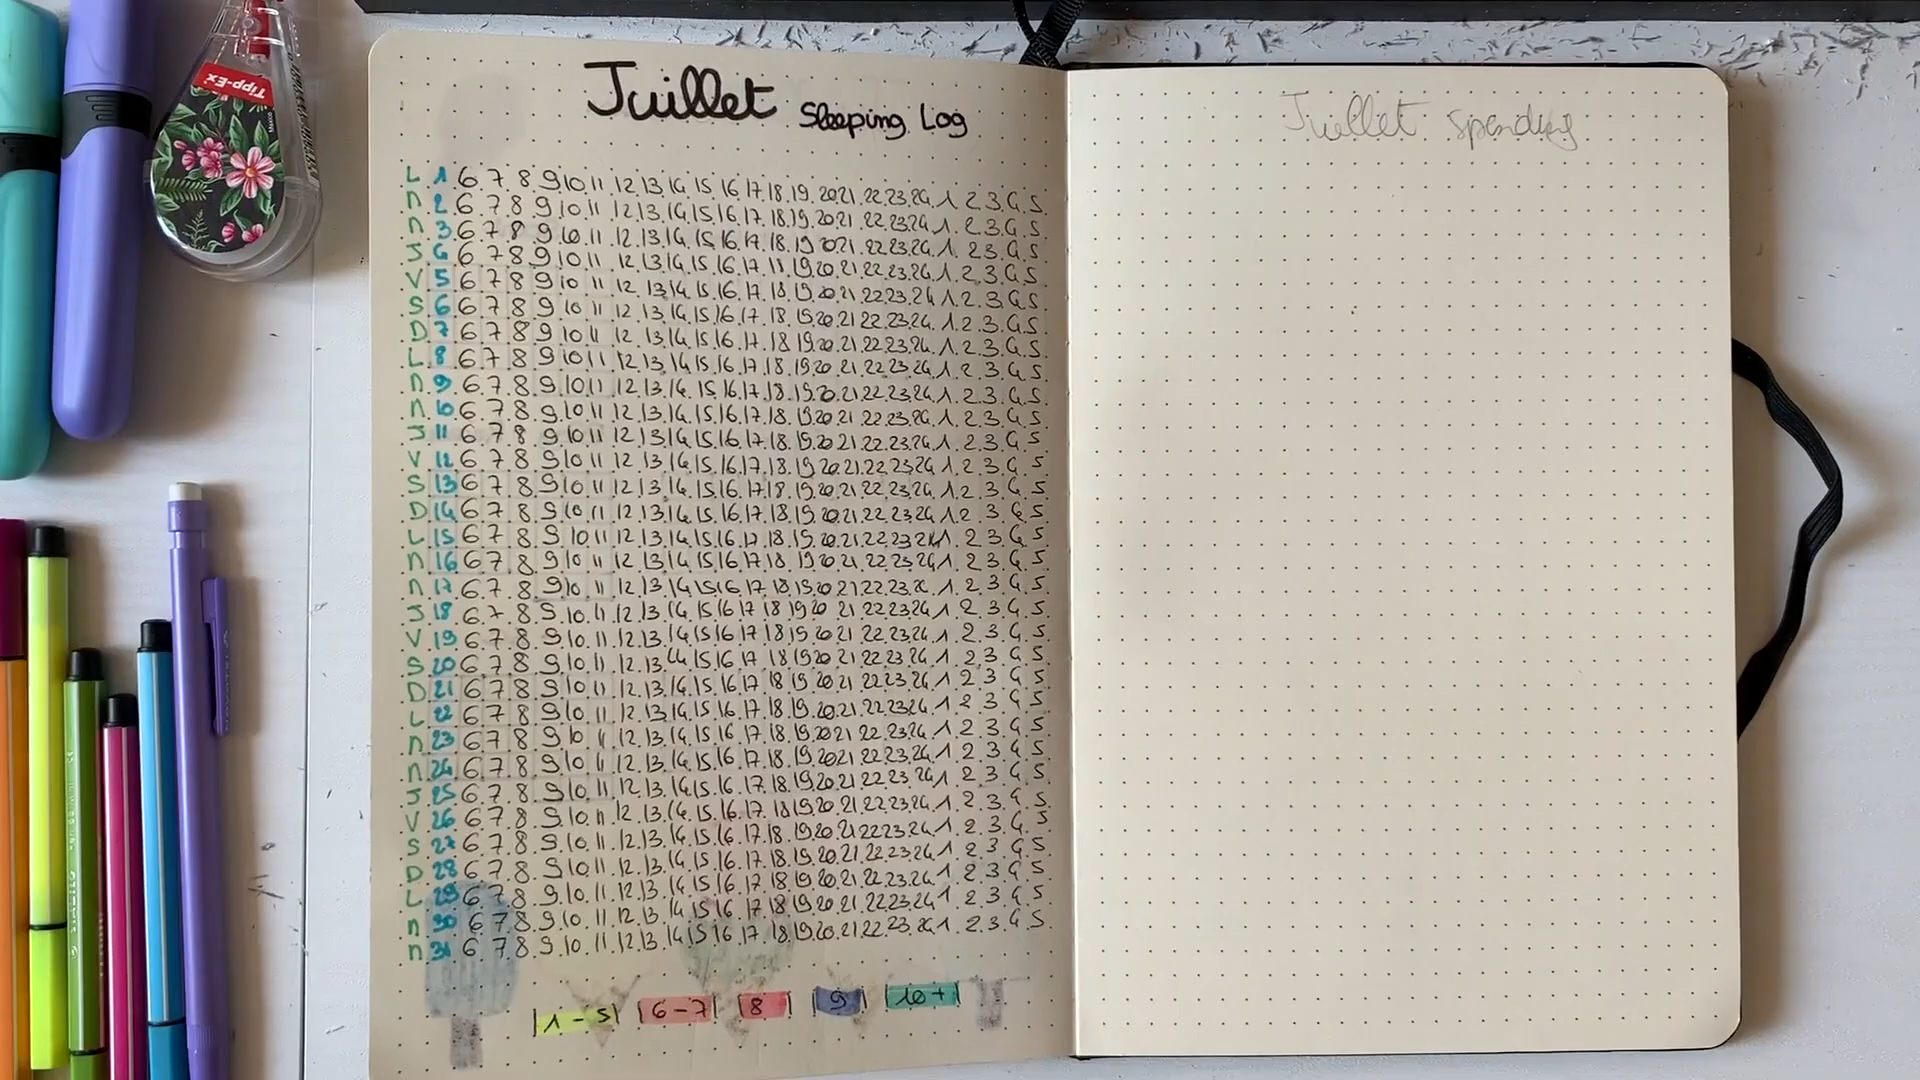 Juillet Sleeping Log
L 1 6 7 8 9 10 11 12 13 14 15 16 17 18 19 20 21 22 23 24 1 2 3 4 5
M 2 6 7 8 9 10 11 12 13 14 15 16 17 18 19 20 21 22 23 24 1 2 3 4 5
M 3 6 7 8 9 10 11 12 13 14 15 16 17 18 19 20 21 22 23 24 1 2 3 4 5
J 4 6 7 8 9 10 11 12 13 14 15 16 17 18 19 20 21 22 23 24 1 2 3 4 5
V 5 6 7 8 9 10 11 12 13 14 15 16 17 18 19 20 21 22 23 24 1 2 3 4 5
S 6 6 7 8 9 10 11 12 13 14 15 16 17 18 19 20 21 22 23 24 1 2 3 4 5
D 7 6 7 8 9 10 11 12 13 14 15 16 17 18 19 20 21 22 23 24 1 2 3 4 5
L 8 6 7 8 9 10 11 12 13 14 15 16 17 18 19 20 21 22 23 24 1 2 3 4 5
M 9 6 7 8 9 10 11 12 13 14 15 16 17 18 19 20 21 22 23 24 1 2 3 4 5
M 10 6 7 8 9 10 11 12 13 14 15 16 17 18 19 20 21 22 23 24 1 2 3 4 5
J 11 6 7 8 9 10 11 12 13 14 15 16 17 18 19 20 21 22 23 24 1 2 3 4 5
V 12 6 7 8 9 10 11 12 13 14 15 16 17 18 19 20 21 22 23 24 1 2 3 4 5
S 13 6 7 8 9 10 11 12 13 14 15 16 17 18 19 20 21 22 23 24 1 2 3 4 5
D 14 6 7 8 9 10 11 12 13 14 15 16 17 18 19 20 21 22 23 24 1 2 3 4 5
L 15 6 7 8 9 10 11 12 13 14 15 16 17 18 19 20 21 22 23 24 1 2 3 4 5
M 16 6 7 8 9 10 11 12 13 14 15 16 17 18 19 20 21 22 23 24 1 2 3 4 5
M 17 6 7 8 9 10 11 12 13 14 15 16 17 18 19 20 21 22 23 24 1 2 3 4 5
J 18 6 7 8 9 10 11 12 13 14 15 16 17 18 19 20 21 22 23 24 1 2 3 4 5
V 19 6 7 8 9 10 11 12 13 14 15 16 17 18 19 20 21 22 23 24 1 2 3 4 5
S 20 6 7 8 9 10 11 12 13 14 15 16 17 18 19 20 21 22 23 24 1 2 3 4 5
D 21 6 7 8 9 10 11 12 13 14 15 16 17 18 19 20 21 22 23 24 1 2 3 4 5
L 22 6 7 8 9 10 11 12 13 14 15 16 17 18 19 20 21 22 23 24 1 2 3 4 5
M 23 6 7 8 9 10 11 12 13 14 15 16 17 18 19 20 21 22 23 24 1 2 3 4 5
M 24 6 7 8 9 10 11 12 13 14 15 16 17 18 19 20 21 22 23 24 1 2 3 4 5
J 25 6 7 8 9 10 11 12 13 14 15 16 17 18 19 20 21 22 23 24 1 2 3 4 5
V 26 6 7 8 9 10 11 12 13 14 15 16 17 18 19 20 21 22 23 24 1 2 3 4 5
S 27 6 7 8 9 10 11 12 13 14 15 16 17 18 19 20 21 22 23 24 1 2 3 4 5
D 28 6 7 8 9 10 11 12 13 14 15 16 17 18 19 20 21 22 23 24 1 2 3 4 5
L 29 6 7 8 9 10 11 12 13 14 15 16 17 18 19 20 21 22 23 24 1 2 3 4 5
M 30 6 7 8 9 10 11 12 13 14 15 16 17 18 19 20 21 22 23 24 1 2 3 4 5
M 31 6 7 8 9 10 11 12 13 14 15 16 17 18 19 20 21 22 23 24 1 2 3 4 5
1-5 6-7 8 9 10+
Juillet spending
Tipp-Ex